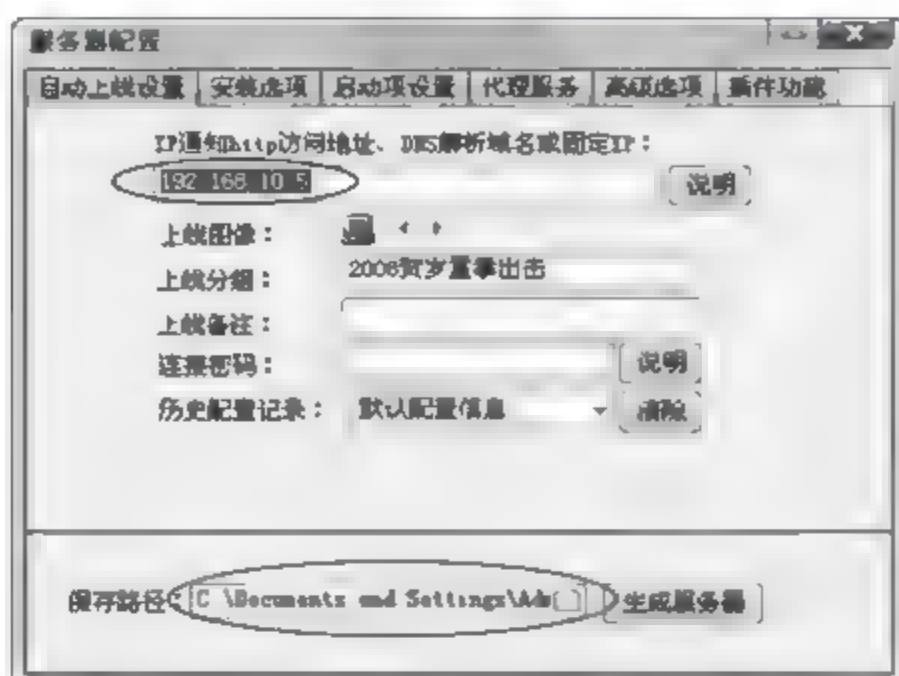 服务器配置
自动上线设置 安装选项 启动项设置 代理服务 高级选项 插件功能
IP通知http访问地址、DNS解析域名或固定IP：
192 168 10 5 说明
上线图像：
上线分组： 2008贺岁重拳出击
上线备注：
连接密码： 说明
历史配置记录： 默认配置信息 清除
保存路径 C \Documents and Settings\Adm 生成服务器